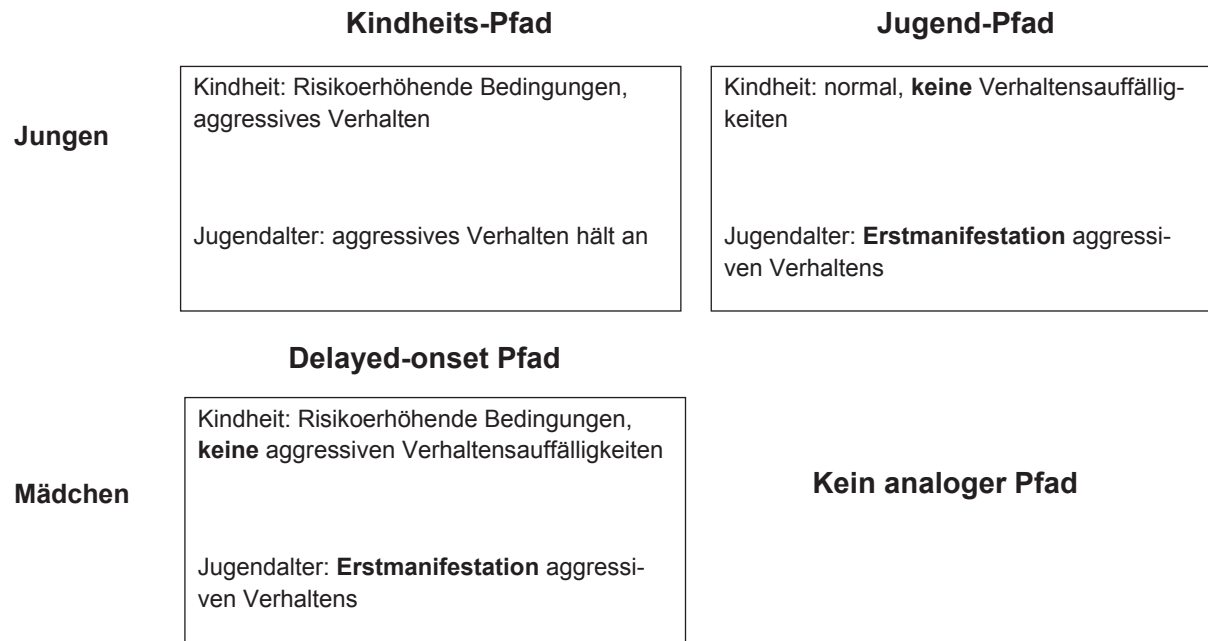 Kindheits-Pfad
Jugend-Pfad
Jungen
Kindheit: Risikoerhöhende Bedingungen,
aggressives Verhalten
Jugendalter: aggressives Verhalten hält an
Kindheit: normal, keine Verhaltensauffällig-
keiten
Jugendalter: Erstmanifestation aggressi-
ven Verhaltens
Delayed-onset Pfad
Mädchen
Kindheit: Risikoerhöhende Bedingungen,
keine aggressiven Verhaltensauffälligkeiten
Jugendalter: Erstmanifestation aggressi-
ven Verhaltens
Kein analoger Pfad